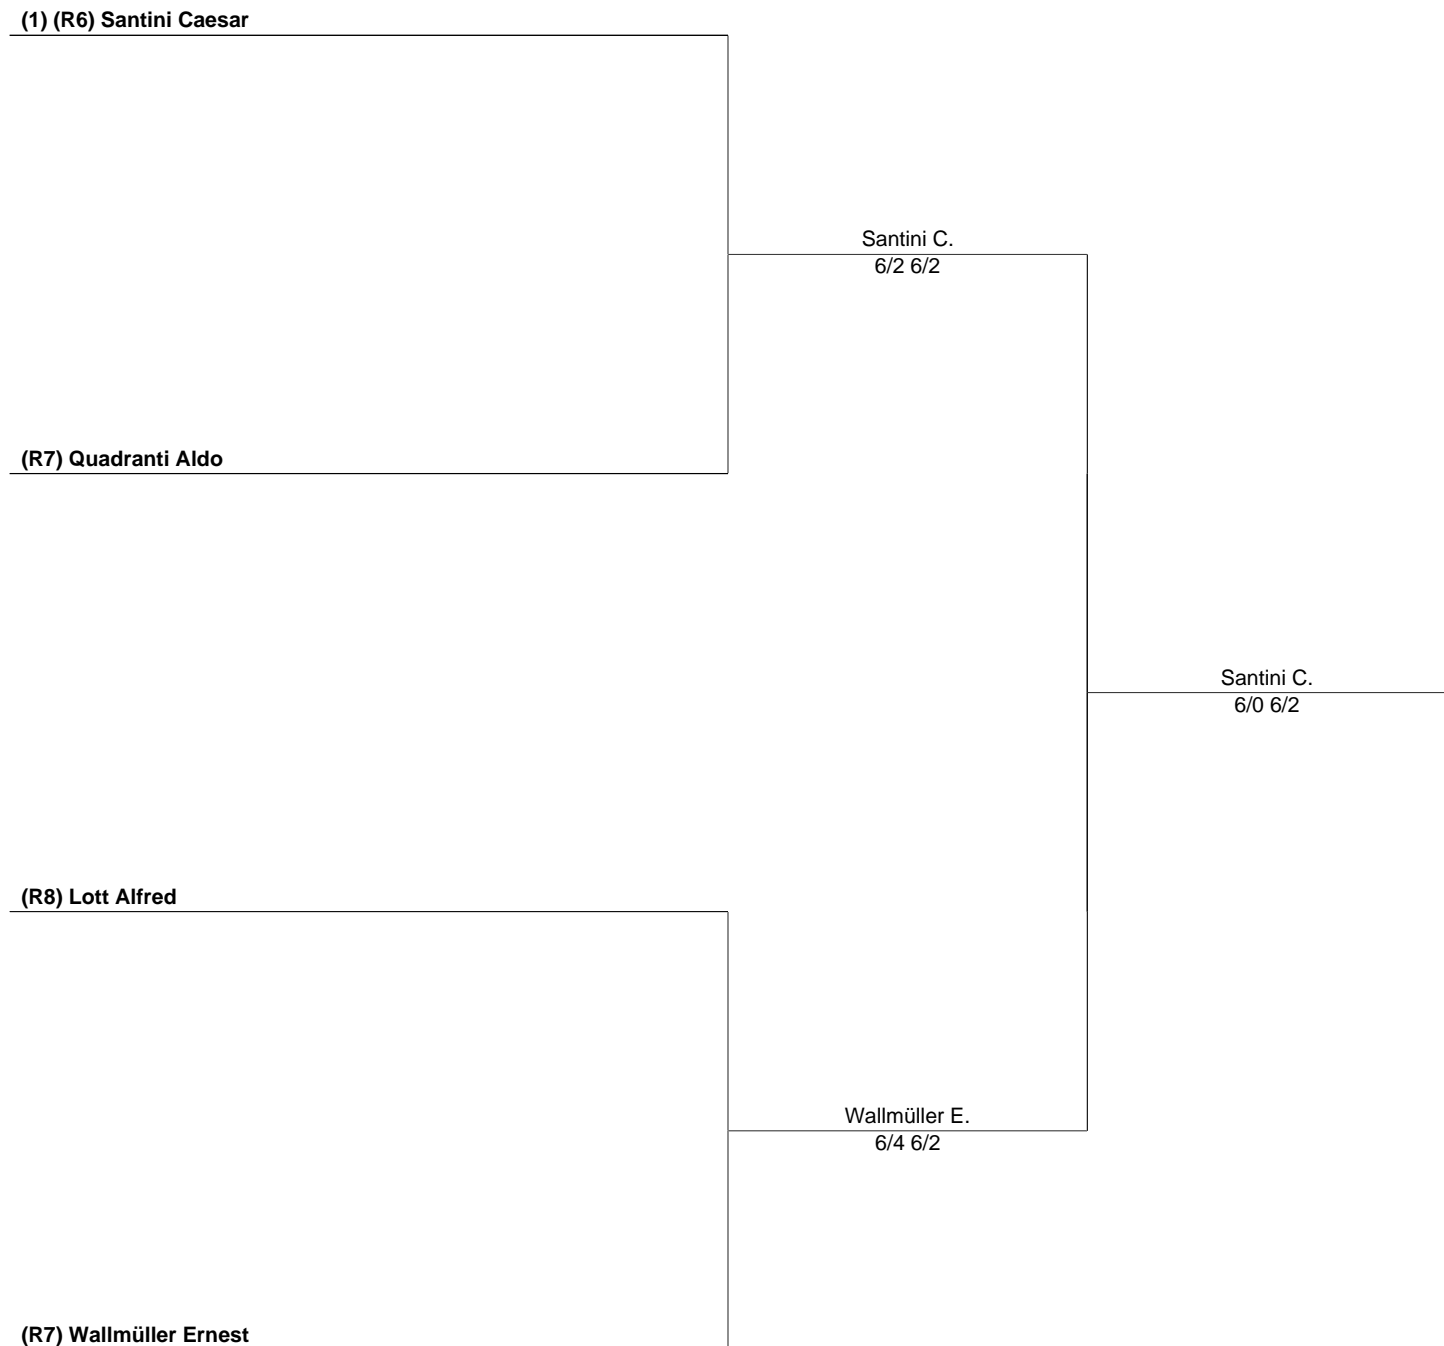 (1) (R6) Santini Caesar
Santini C.
6/2 6/2
(R7) Quadranti Aldo
Santini C.
6/0 6/2
(R8) Lott Alfred
Wallmüller E.
6/4 6/2
(R7) Wallmüller Ernest